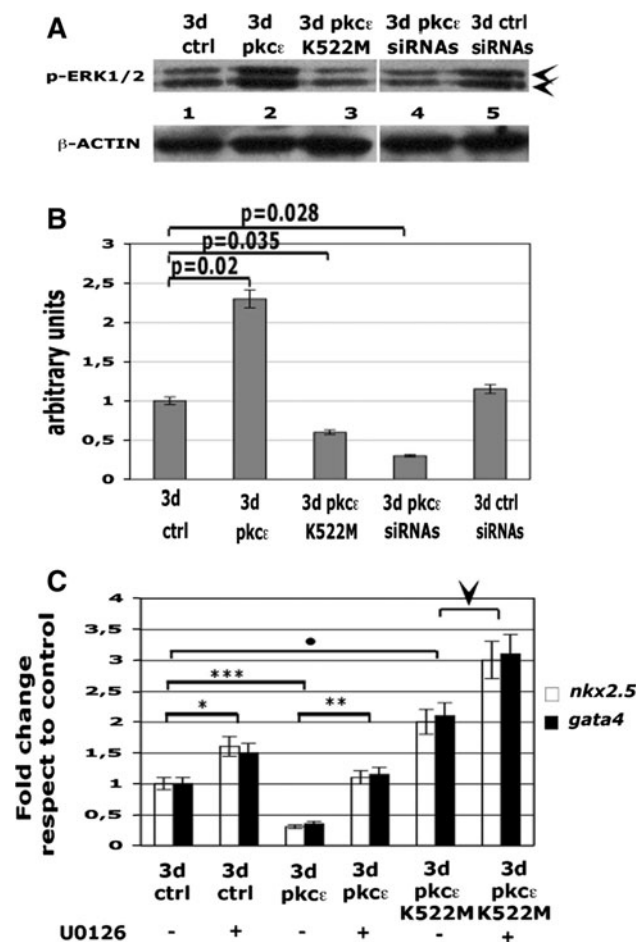 A
3d ctrl 3d pkcε 3d pkcε K522M 3d pkcε siRNAs 3d ctrl siRNAs
p-ERK1/2
1 2 3 4 5
β-ACTIN
B
p=0.028
p=0.035
p=0.02
arbitrary units
3
2,5
2
1
0,5
0
3d ctrl 3d pkcε 3d pkcε K522M 3d pkcε siRNAs 3d ctrl siRNAs
C
Fold change respect to control
4
3,5
3
2,5
2
1,5
1
0,5
0
•
***
* **
nkx2.5
gata4
3d ctrl 3d ctrl 3d pkcε 3d pkcε 3d pkcε K522M 3d pkcε K522M
U0126 - + - + - +